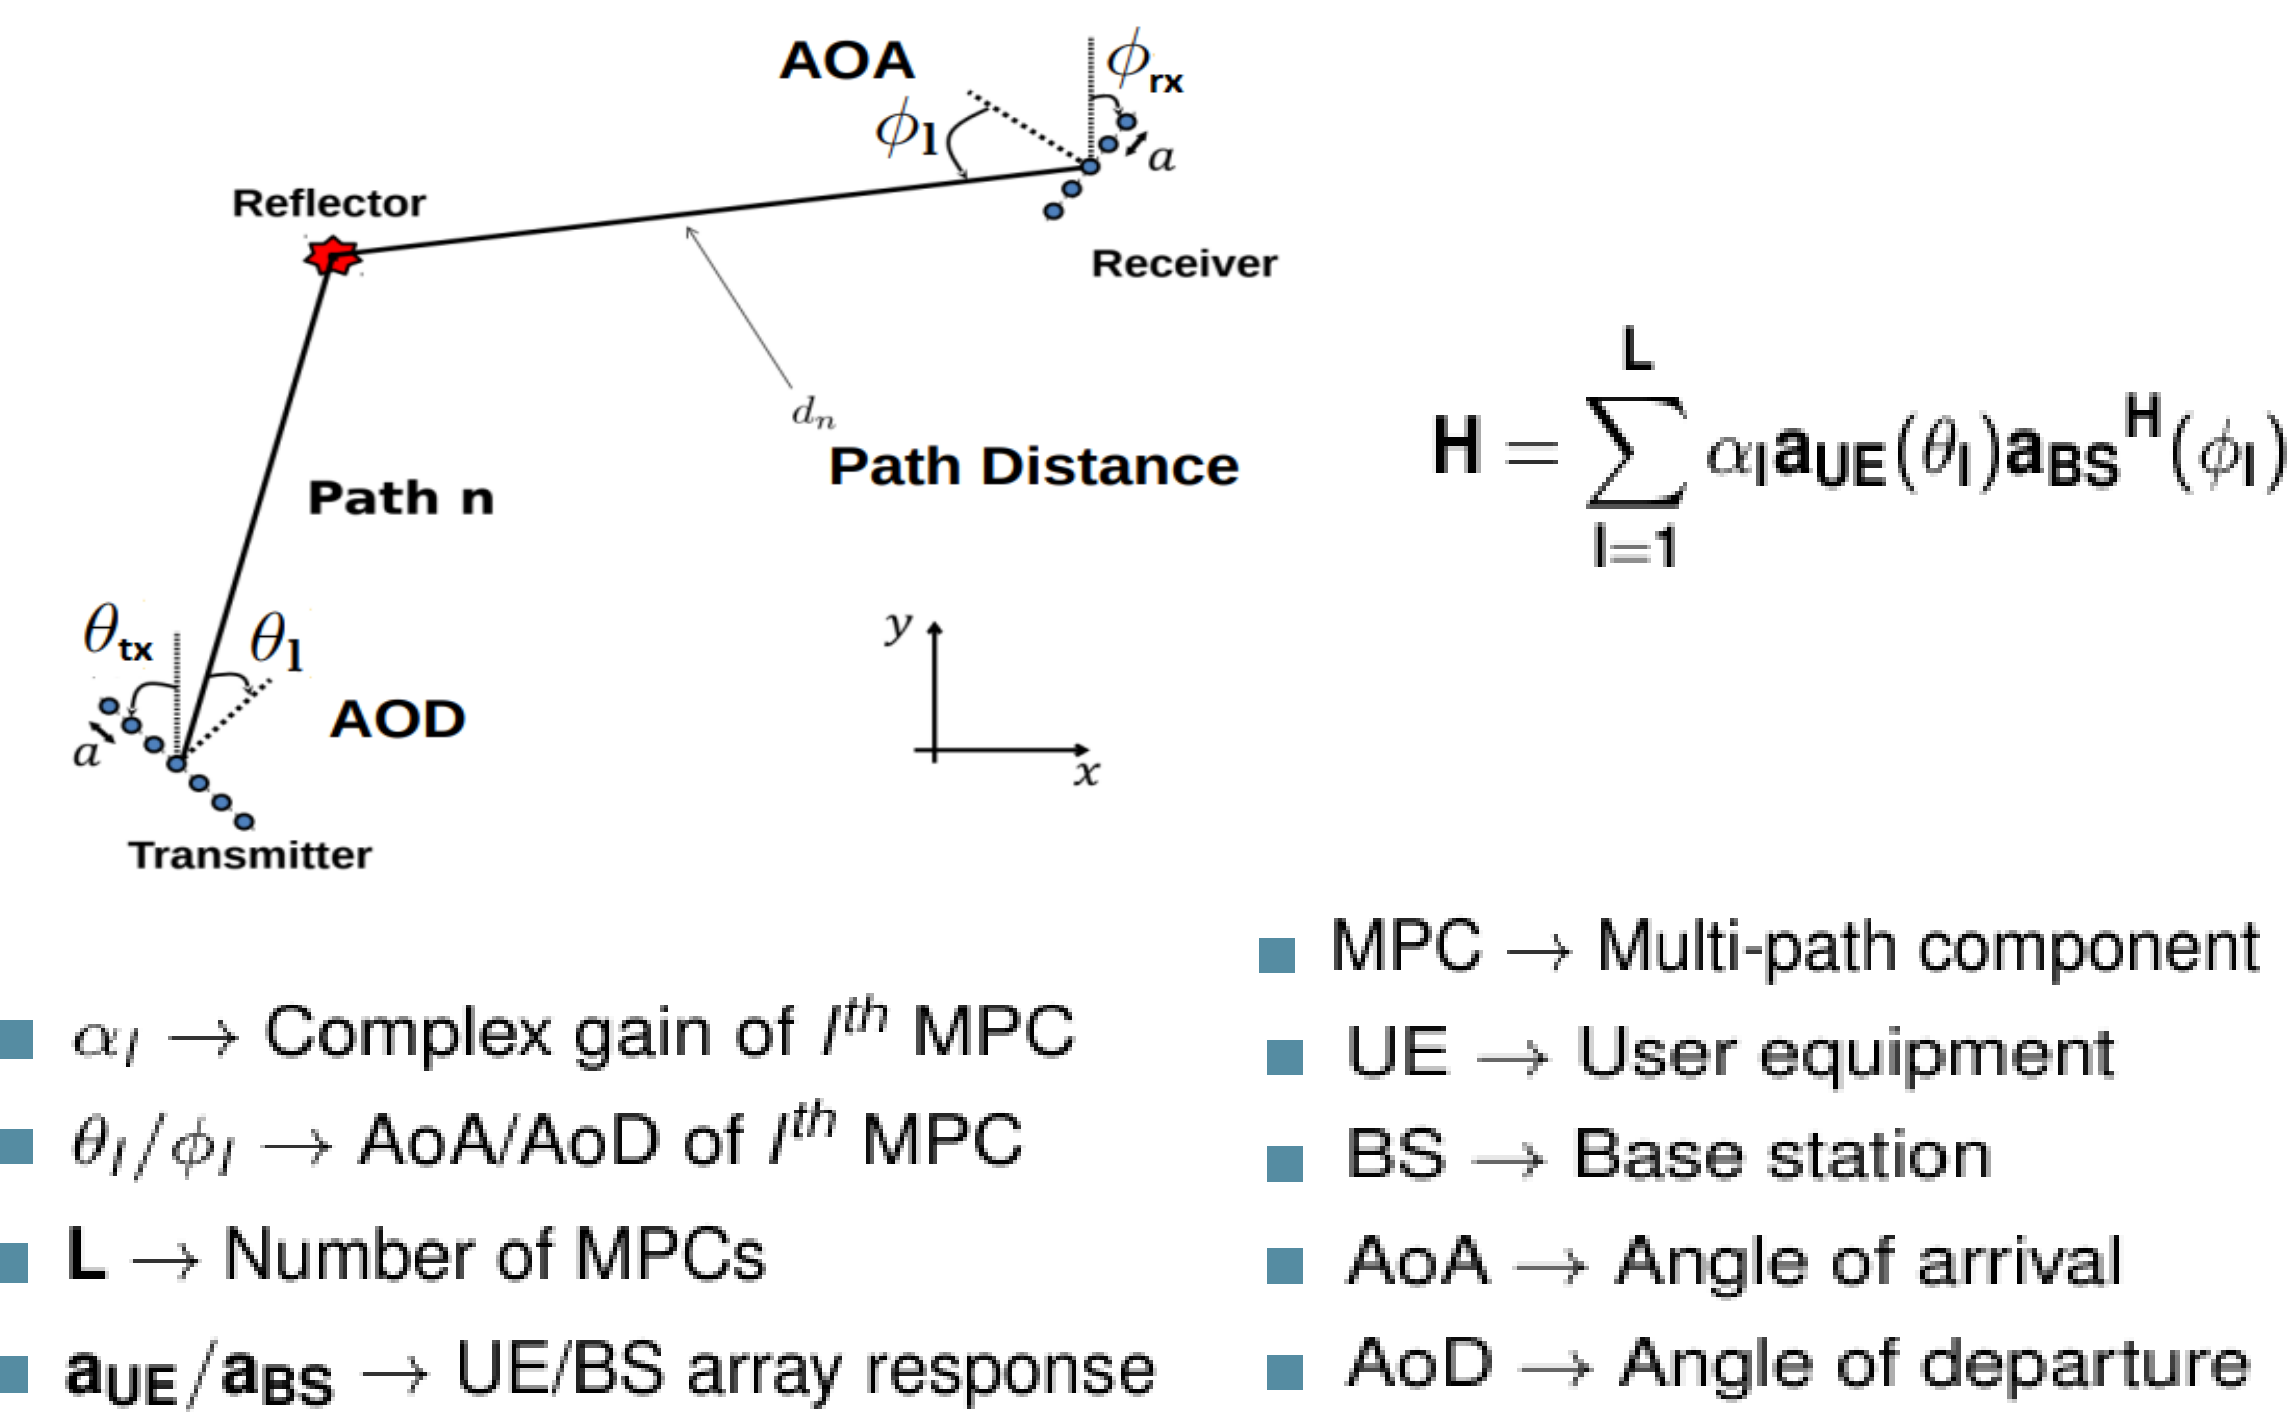 AOA
ϕrx
ϕl
a
Reflector
Receiver
dn
Path Distance
Path n
θtx
θl
AOD
a
Transmitter
y
x
H = ∑_{l=1}^{L} αl aUE(θl) aBS^H(ϕl)
αl → Complex gain of l^th MPC
θl/ϕl → AoA/AoD of l^th MPC
L → Number of MPCs
aUE/aBS → UE/BS array response
MPC → Multi-path component
UE → User equipment
BS → Base station
AoA → Angle of arrival
AoD → Angle of departure